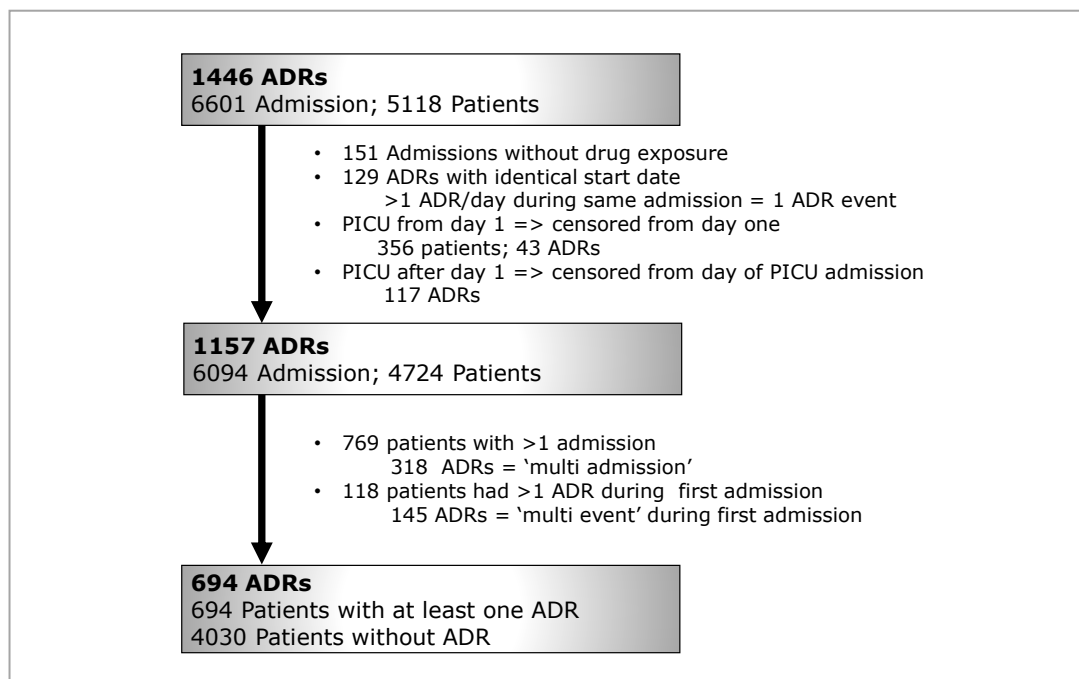 1446 ADRs
6601 Admission; 5118 Patients
• 151 Admissions without drug exposure
• 129 ADRs with identical start date
>1 ADR/day during same admission = 1 ADR event
• PICU from day 1 => censored from day one
356 patients; 43 ADRs
• PICU after day 1 => censored from day of PICU admission
117 ADRs
1157 ADRs
6094 Admission; 4724 Patients
• 769 patients with >1 admission
318 ADRs = ‘multi admission’
• 118 patients had >1 ADR during first admission
145 ADRs = ‘multi event’ during first admission
694 ADRs
694 Patients with at least one ADR
4030 Patients without ADR